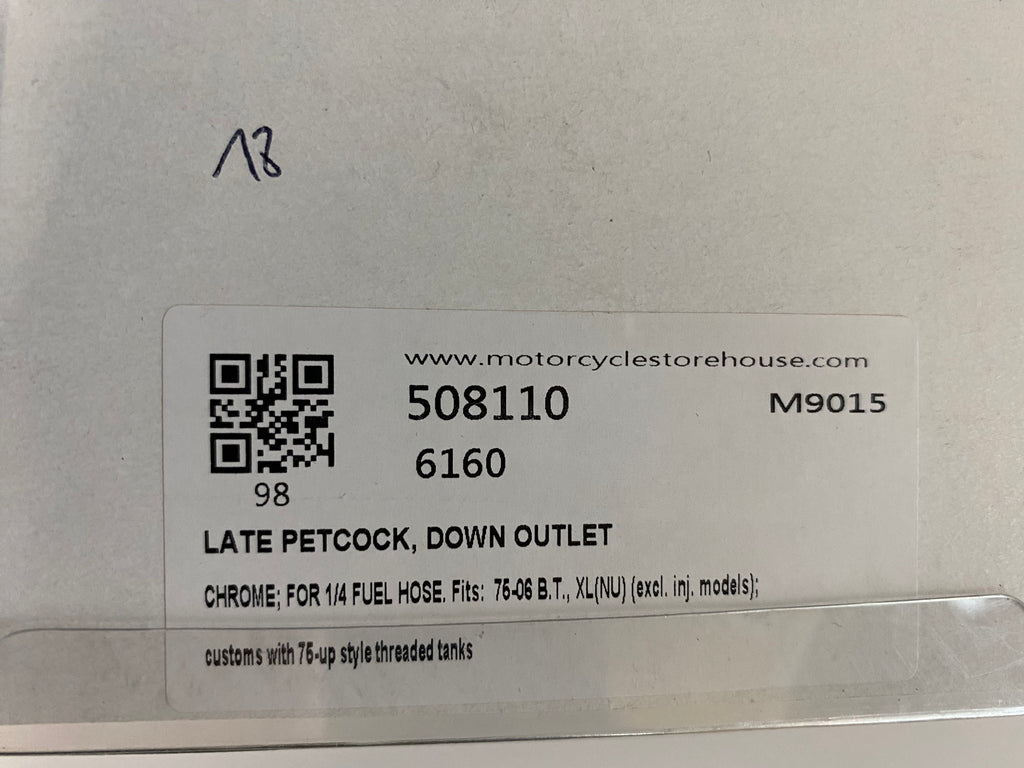 18
www.motorcyclestorehouse.com
508110 M9015
6160
98
LATE PETCOCK, DOWN OUTLET
CHROME; FOR 1/4 FUEL HOSE. Fits: 75-06 B.T., XL(NU) (excl. inj. models);
customs with 75-up style threaded tanks